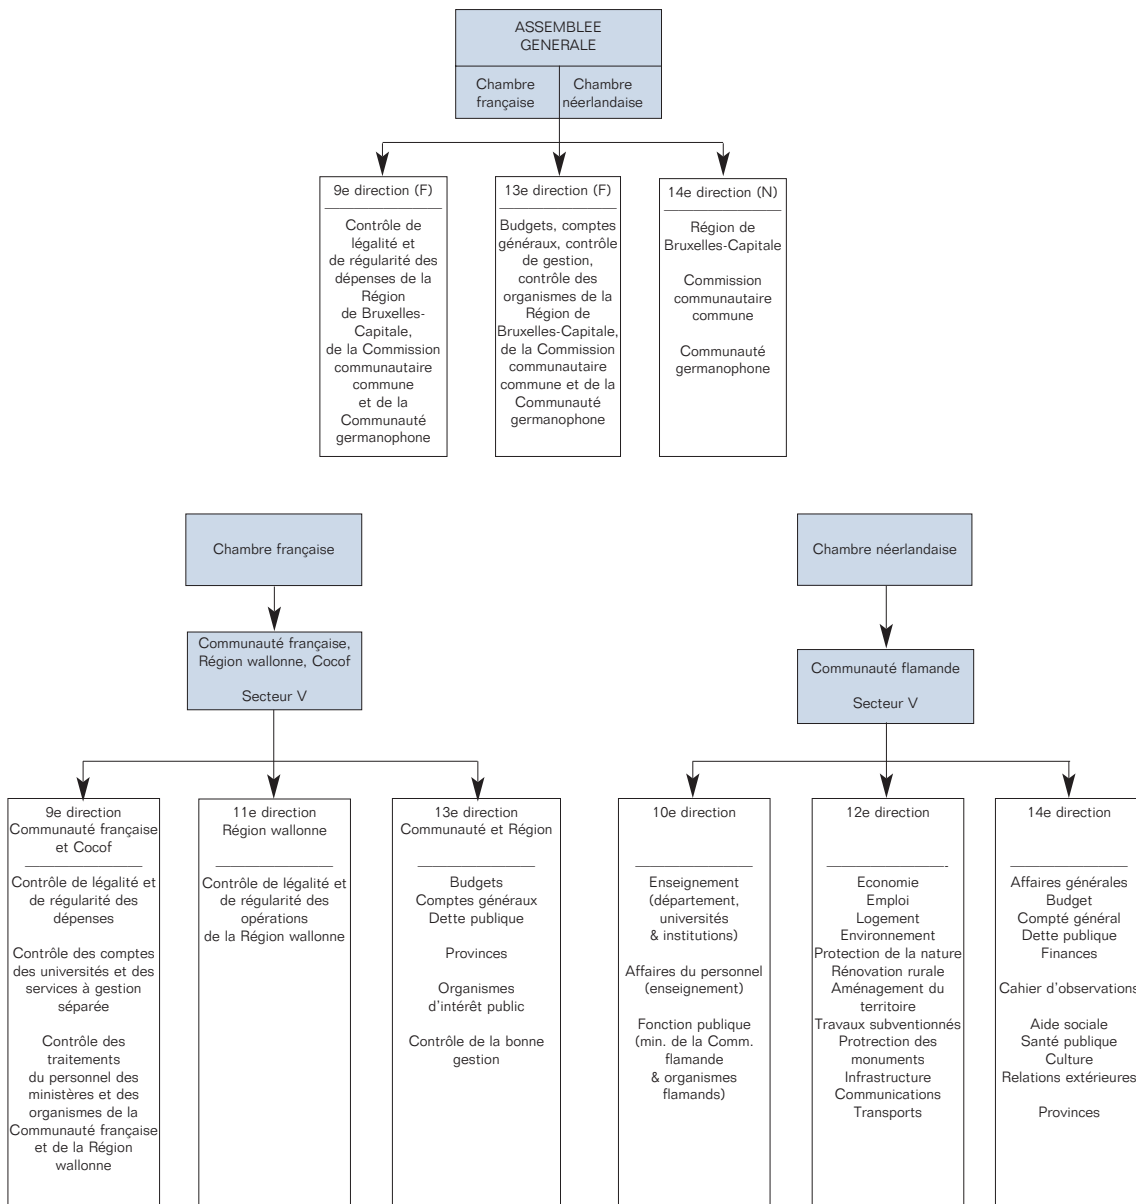 ASSEMBLEE
GENERALE
Chambre
française
Chambre
néerlandaise
9e direction (F)
Contrôle de
légalité et
de régularité des
dépenses de la
Région
de Bruxelles-
Capitale,
de la Commission
communautaire
commune
et de la
Communauté
germanophone
13e direction (F)
Budgets, comptes
généraux, contrôle
de gestion,
contrôle des
organismes de la
Région de
Bruxelles-Capitale,
de la Commission
communautaire
commune et de la
Communauté
germanophone
14e direction (N)
Région de
Bruxelles-Capitale
Commission
communautaire
commune
Communauté
germanophone
Chambre française
Communauté française,
Région wallonne, Cocof
Secteur V
9e direction
Communauté française
et Cocof
Contrôle de légalité et
de régularité des
dépenses
Contrôle des comptes
des universités et des
services à gestion
séparée
Contrôle des
traitements
du personnel des
ministères et des
organismes de la
Communauté française
et de la Région
wallonne
11e direction
Région wallonne
Contrôle de légalité et
de régularité des
opérations
de la Région wallonne
13e direction
Communauté et Région
Budgets
Comptes généraux
Dette publique
Provinces
Organismes
d'intérêt public
Contrôle de la bonne
gestion
Chambre néerlandaise
Communauté flamande
Secteur V
10e direction
Enseignement
(département,
universités
& institutions)
Affaires du personnel
(enseignement)
Fonction publique
(min. de la Comm.
flamande
& organismes
flamands)
12e direction
Economie
Emploi
Logement
Environnement
Protection de la nature
Rénovation rurale
Aménagement du
territoire
Travaux subventionnés
Protrection des
monuments
Infrastructure
Communications
Transports
14e direction
Affaires générales
Budget
Compté général
Dette publique
Finances
Cahier d'observations
Aide sociale
Santé publique
Culture
Relations extérieures
Provinces